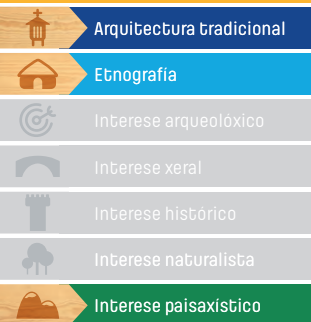 Arquitectura tradicional
Etnografía
Interese arqueolóxico
Interese xeral
Interese histórico
Interese naturalista
Interese paisaxístico